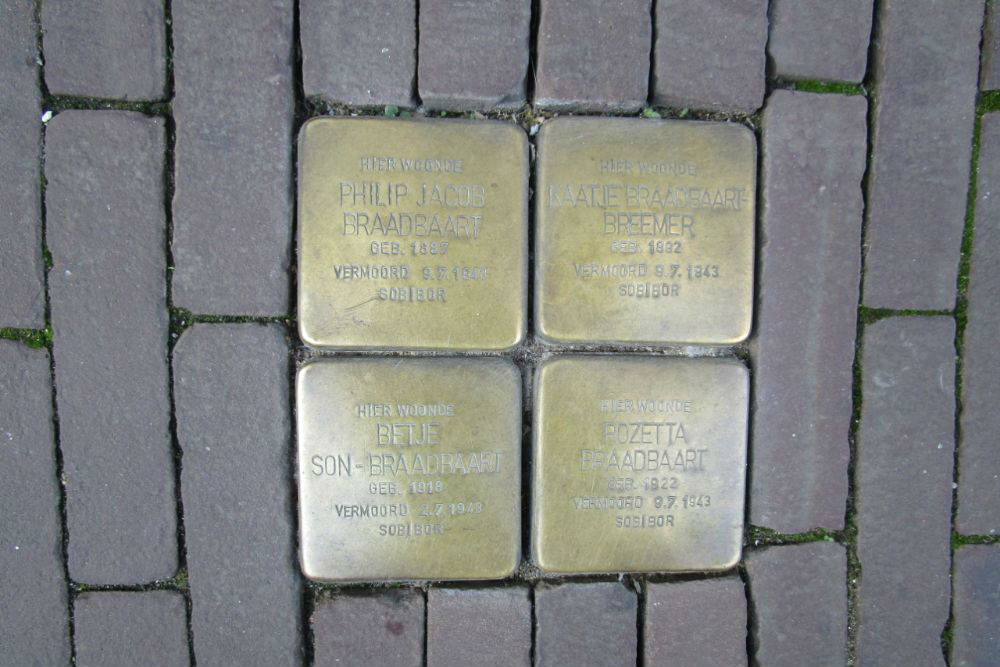 HIER WOONDE
PHILIP JACOB
BRAADBAART
GEB. 1887
VERMOORD 9.7.1943
SOBIBOR
HIER WOONDE
KAATJE BRAADBAART-
BREEMER
GEB. 1892
VERMOORD 9.7.1943
SOBIBOR
HIER WOONDE
BETJE
SON-BRAADBAART
GEB. 1918
VERMOORD 2.7.1943
SOBIBOR
HIER WOONDE
ROZETTA
BRAADBAART
GEB. 1922
VERMOORD 9.7.1943
SOBIBOR